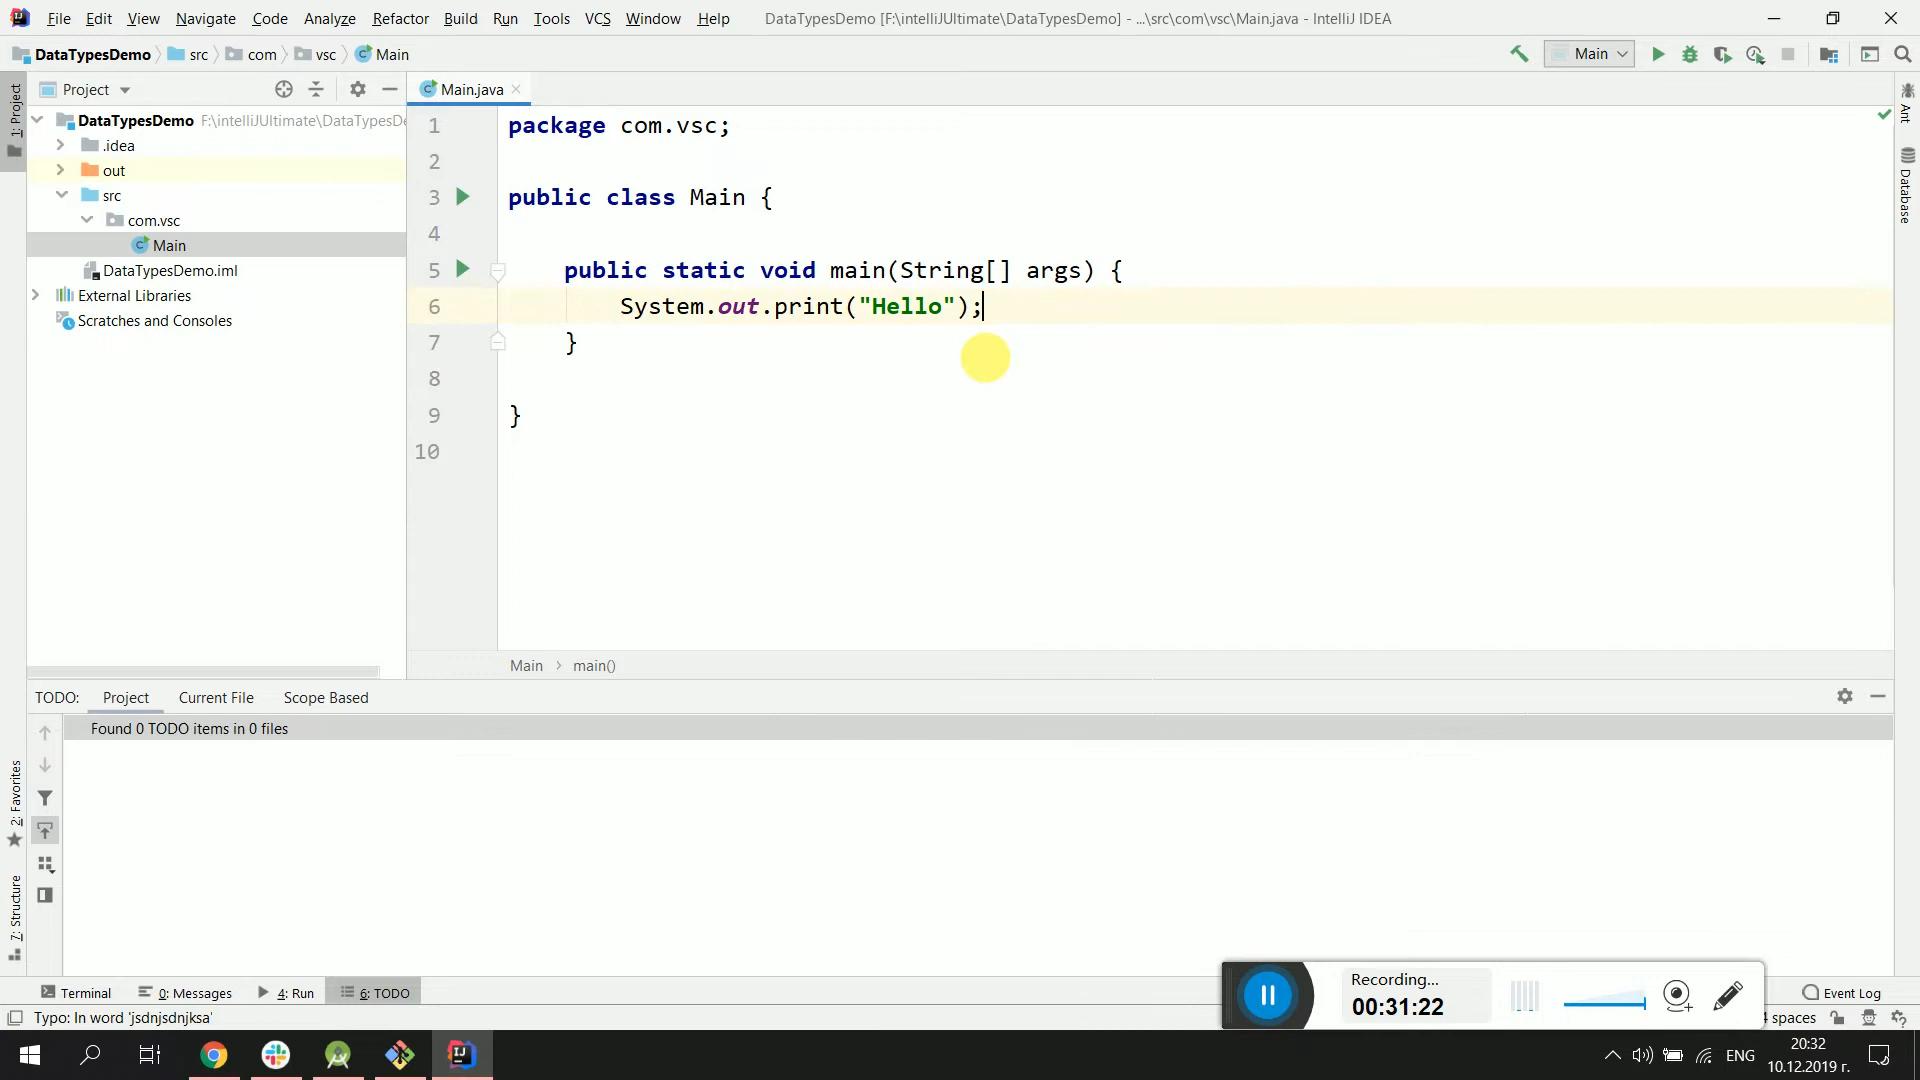 File Edit View Navigate Code Analyze Refactor Build Run Tools VCS Window Help DataTypesDemo [F:\intelliJUltimate\DataTypesDemo] - ...\src\com\vsc\Main.java - IntelliJ IDEA
DataTypesDemo src com vsc Main Main
1: Project
Project
Main.java
DataTypesDemo F:\intelliJUltimate\DataTypesDe
.idea
out
src
com.vsc
Main
DataTypesDemo.iml
External Libraries
Scratches and Consoles
1 package com.vsc;
2
3 public class Main {
4
5 public static void main(String[] args) {
6 System.out.print("Hello");
7 }
8
9 }
10
Ant
Database
Main main()
TODO: Project Current File Scope Based
Found 0 TODO items in 0 files
2: Favorites
7: Structure
Terminal 0: Messages 4: Run 6: TODO
Recording...
00:31:22
Event Log
Typo: In word 'jsdnjsdnjksa'
spaces
ENG
20:32
10.12.2019 г.